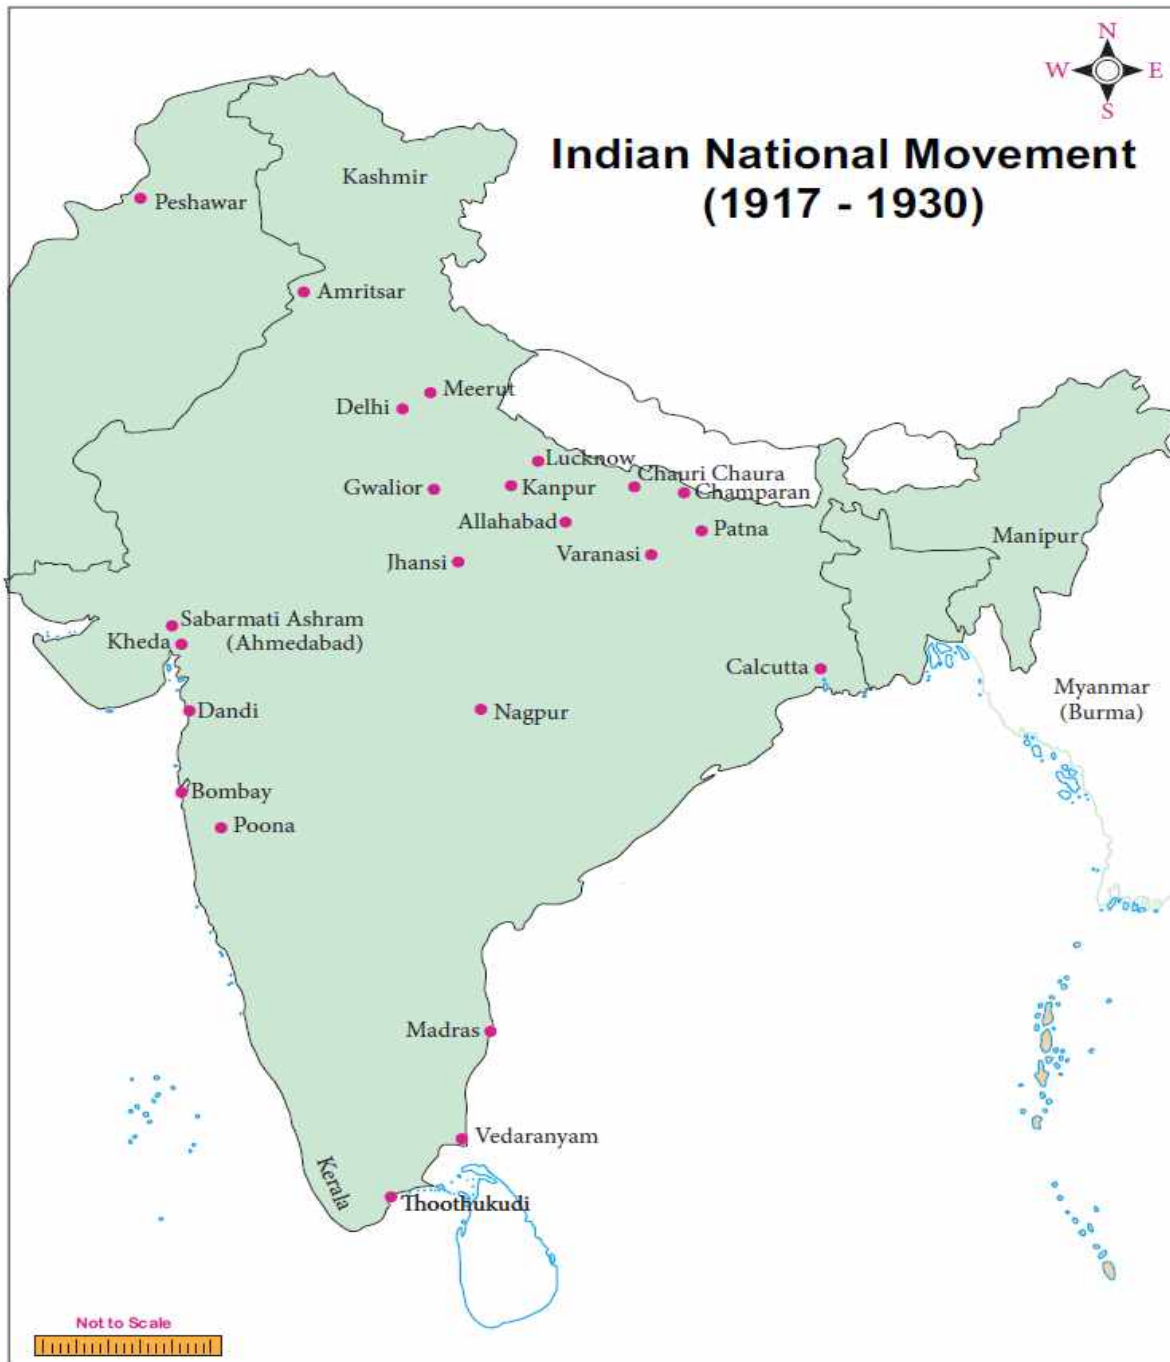 N
W E
S
Indian National Movement
(1917 - 1930)
Kashmir
Peshawar
Amritsar
Meerut
Delhi
Lucknow
Chauri Chaura
Gwalior
Kanpur
Champaran
Allahabad
Patna
Manipur
Jhansi
Varanasi
Sabarmati Ashram
Kheda
(Ahmedabad)
Calcutta
Myanmar
(Burma)
Dandi
Nagpur
Bombay
Poona
Madras
Vedaranyam
Kerala
Thoothukudi
Not to Scale